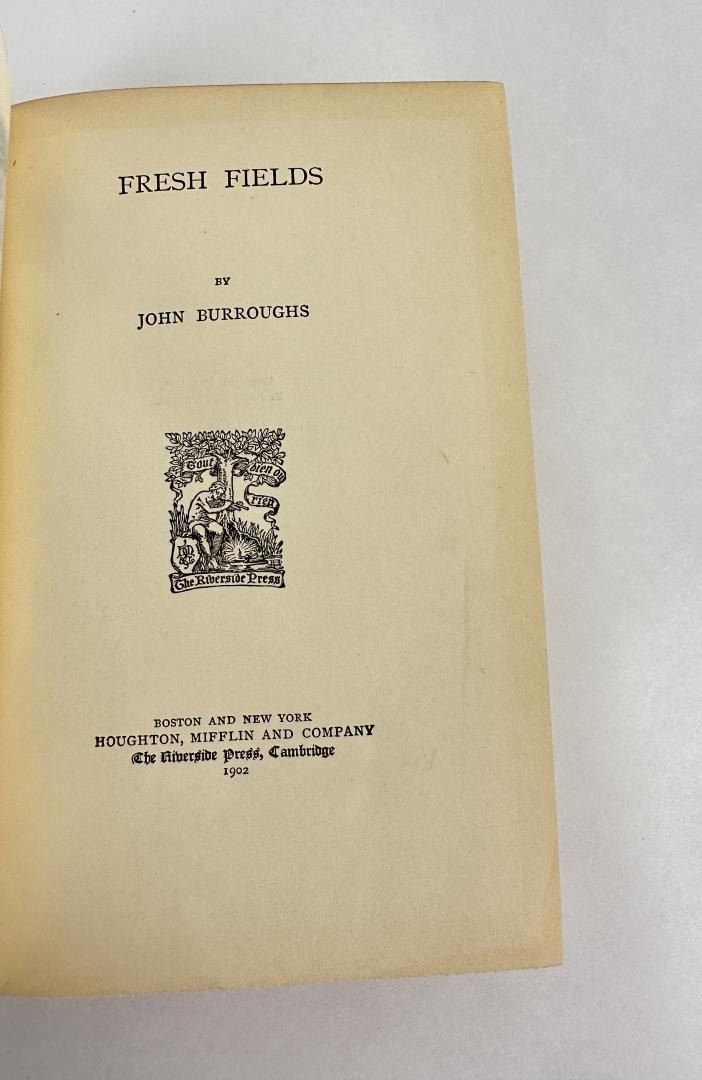 FRESH FIELDS
BY
JOHN BURROUGHS
Tout bien ou
rien
The Riverside Press
BOSTON AND NEW YORK
HOUGHTON, MIFFLIN AND COMPANY
The Riverside Press, Cambridge
1902